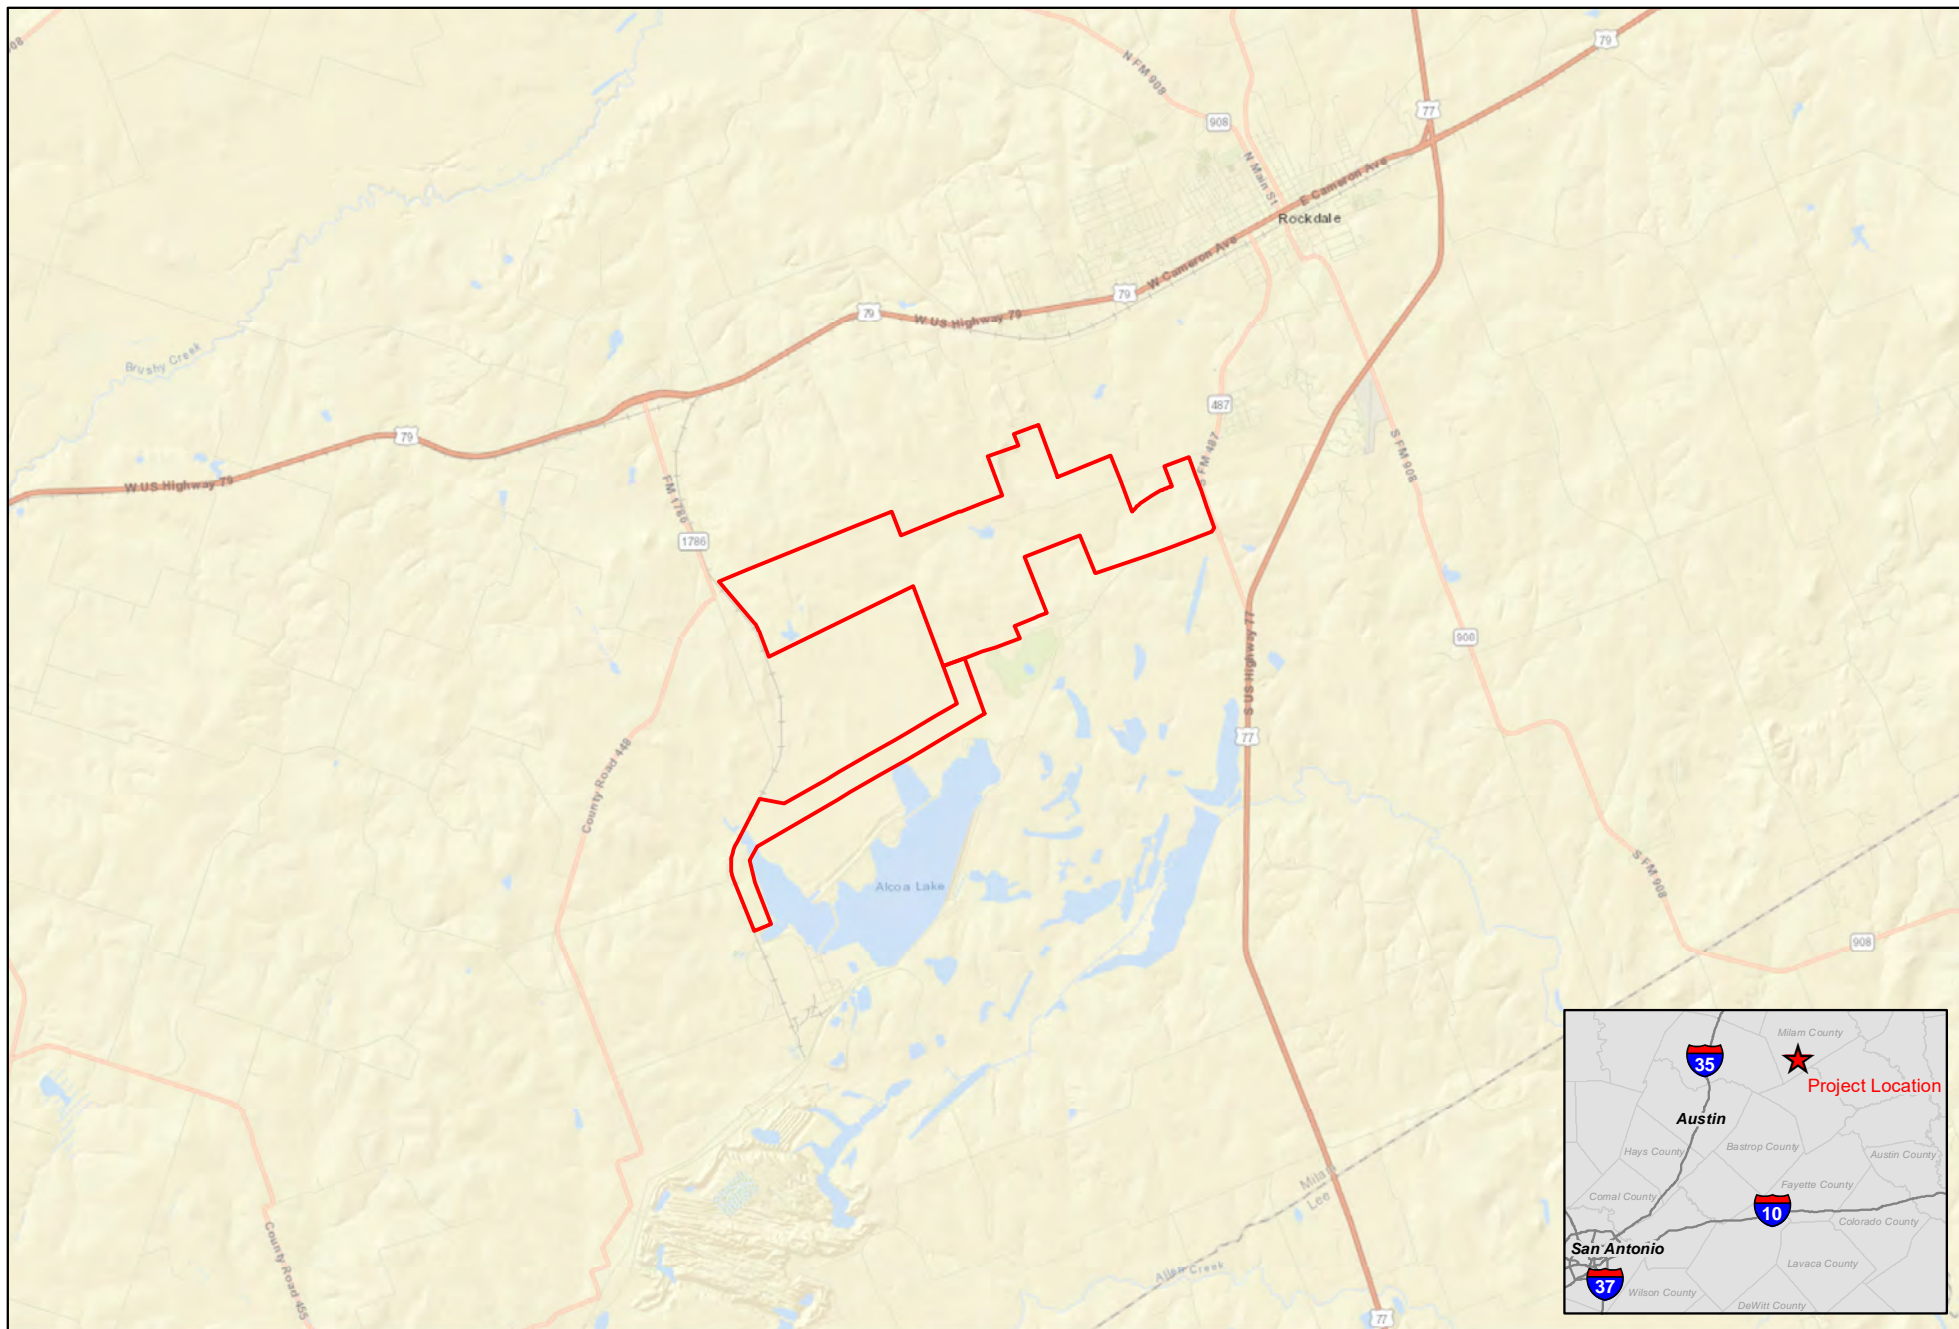 79
908
N FM 908
77
908
N Main St
E Cameron Ave
Rockdale
W Cameron Ave
79
79
W US Highway 79
Brushy Creek
487
79
S FM 487
S FM 908
W US Highway 79
FM 1786
1786
908
S US Highway 77
77
County Road 448
Alcoa Lake
S FM 908
908
Milam
Lee
County Road 455
Allen Creek
77
Milam County
35
Project Location
Austin
Hays County
Bastrop County
Austin County
Fayette County
Comal County
10
Colorado County
San Antonio
Lavaca County
37
Wilson County
DeWitt County